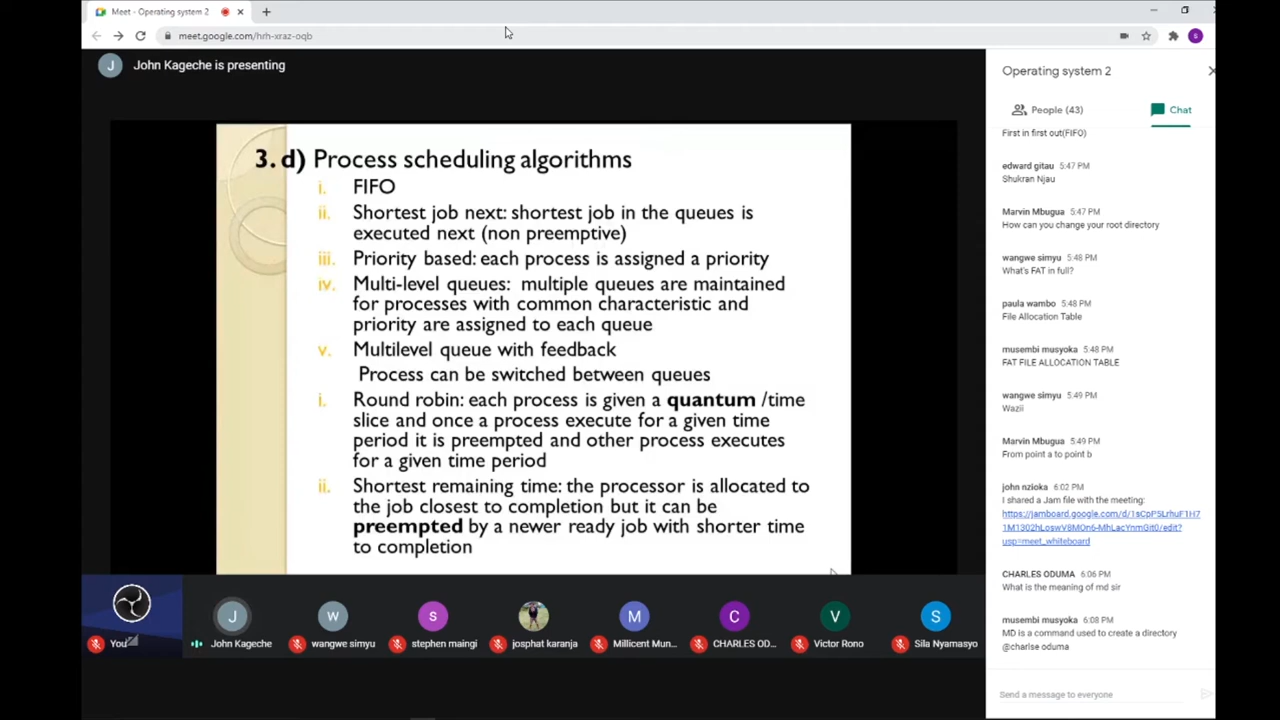 Meet - Operating system 2
meet.google.com/hrh-xraz-oqb
S
J
John Kageche is presenting
3. d) Process scheduling algorithms
i. FIFO
ii. Shortest job next: shortest job in the queues is
executed next (non preemptive)
iii. Priority based: each process is assigned a priority
iv. Multi-level queues: multiple queues are maintained
for processes with common characteristic and
priority are assigned to each queue
v. Multilevel queue with feedback
Process can be switched between queues
i. Round robin: each process is given a quantum /time
slice and once a process execute for a given time
period it is preempted and other process executes
for a given time period
ii. Shortest remaining time: the processor is allocated to
the job closest to completion but it can be
preempted by a newer ready job with shorter time
to completion
J w s M C V S
You John Kageche wangwe simyu stephen maingi josphat karanja Millicent Mun... CHARLES OD... Victor Rono Sila Nyamasyo
Operating system 2
People (43) Chat
First in first out(FIFO)
edward gitau 5:47 PM
Shukran Njau
Marvin Mbugua 5:47 PM
How can you change your root directory
wangwe simyu 5:48 PM
What's FAT in full?
paula wambo 5:48 PM
File Allocation Table
musembi musyoka 5:48 PM
FAT FILE ALLOCATION TABLE
wangwe simyu 5:49 PM
Wazii
Marvin Mbugua 5:49 PM
From point a to point b
john nzioka 6:02 PM
I shared a Jam file with the meeting:
usp=meet_whiteboard
CHARLES ODUMA 6:06 PM
What is the meaning of md sir
musembi musyoka 6:08 PM
MD is a command used to create a directory
@charlse oduma
Send a message to everyone